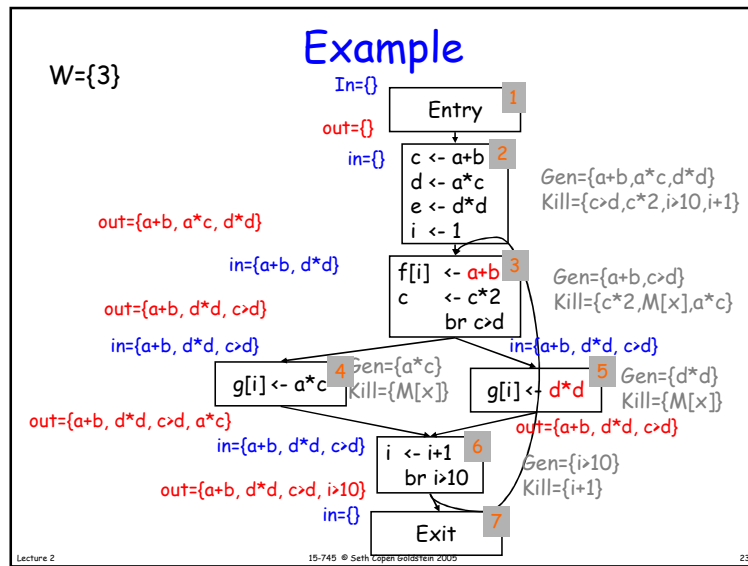 Example
W={3}
In={}
1
Entry
out={}
in={}
2
c <- a+b
d <- a*c
e <- d*d
i <- 1
Gen={a+b,a*c,d*d}
Kill={c>d,c*2,i>10,i+1}
out={a+b, a*c, d*d}
in={a+b, d*d}
3
f[i] <- a+b
c <- c*2
br c>d
Gen={a+b,c>d}
Kill={c*2,M[x],a*c}
out={a+b, d*d, c>d}
in={a+b, d*d, c>d}
in={a+b, d*d, c>d}
4
g[i] <- a*c
Gen={a*c}
Kill={M[x]}
5
g[i] <- d*d
Gen={d*d}
Kill={M[x]}
out={a+b, d*d, c>d, a*c}
out={a+b, d*d, c>d}
in={a+b, d*d, c>d}
6
i <- i+1
br i>10
Gen={i>10}
Kill={i+1}
out={a+b, d*d, c>d, i>10}
in={}
7
Exit
Lecture 2
15-745 © Seth Copen Goldstein 2005
23